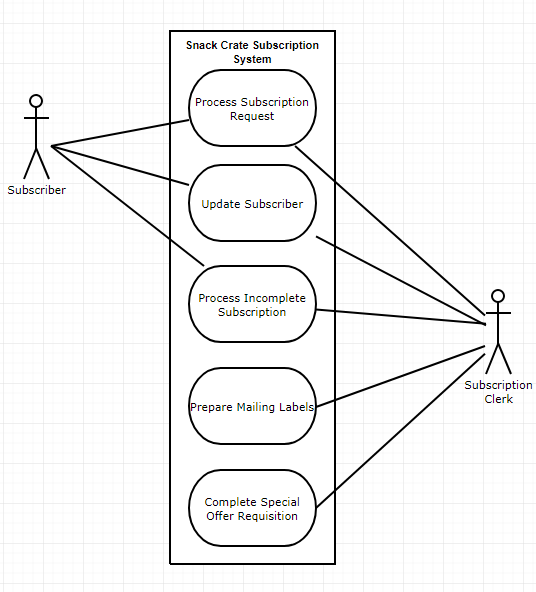 Snack Crate Subscription
System
Process Subscription
Request
Subscriber
Update Subscriber
Process Incomplete
Subscription
Subscription
Clerk
Prepare Mailing Labels
Complete Special
Offer Requisition